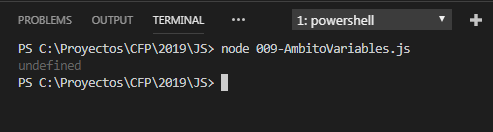 PROBLEMS OUTPUT TERMINAL ... 1: powershell
PS C:\Proyectos\CFP\2019\JS> node 009-AmbitoVariables.js
undefined
PS C:\Proyectos\CFP\2019\JS>